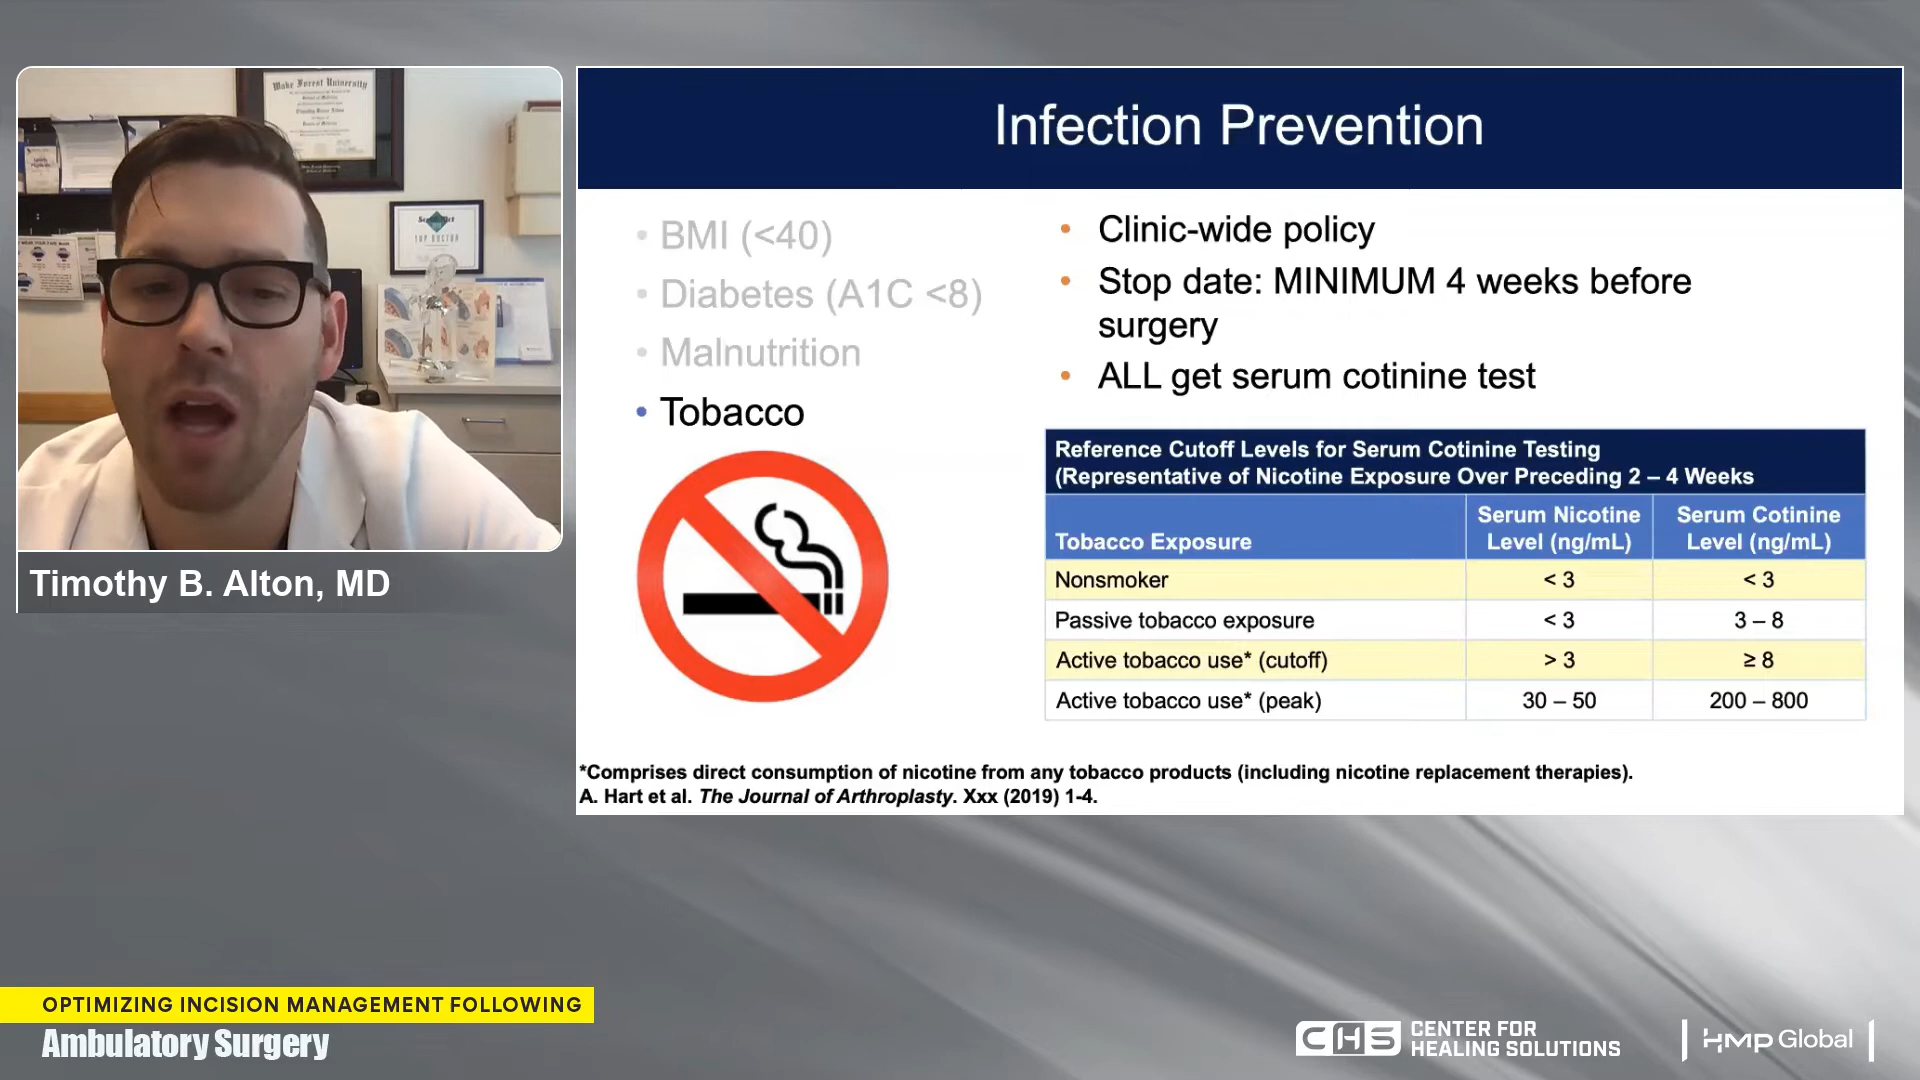 Wake Forest University
TOP DOCTOR
Timothy B. Alton, MD
Infection Prevention
• BMI (<40)
• Diabetes (A1C <8)
• Malnutrition
• Tobacco
• Clinic-wide policy
• Stop date: MINIMUM 4 weeks before
surgery
• ALL get serum cotinine test
Reference Cutoff Levels for Serum Cotinine Testing
(Representative of Nicotine Exposure Over Preceding 2 – 4 Weeks
Tobacco Exposure Serum Nicotine Level (ng/mL) Serum Cotinine Level (ng/mL)
Nonsmoker < 3 < 3
Passive tobacco exposure < 3 3 – 8
Active tobacco use* (cutoff) > 3 ≥ 8
Active tobacco use* (peak) 30 – 50 200 – 800
*Comprises direct consumption of nicotine from any tobacco products (including nicotine replacement therapies).
A. Hart et al. The Journal of Arthroplasty. Xxx (2019) 1-4.
OPTIMIZING INCISION MANAGEMENT FOLLOWING
Ambulatory Surgery
CHS CENTER FOR
HEALING SOLUTIONS
HMP Global